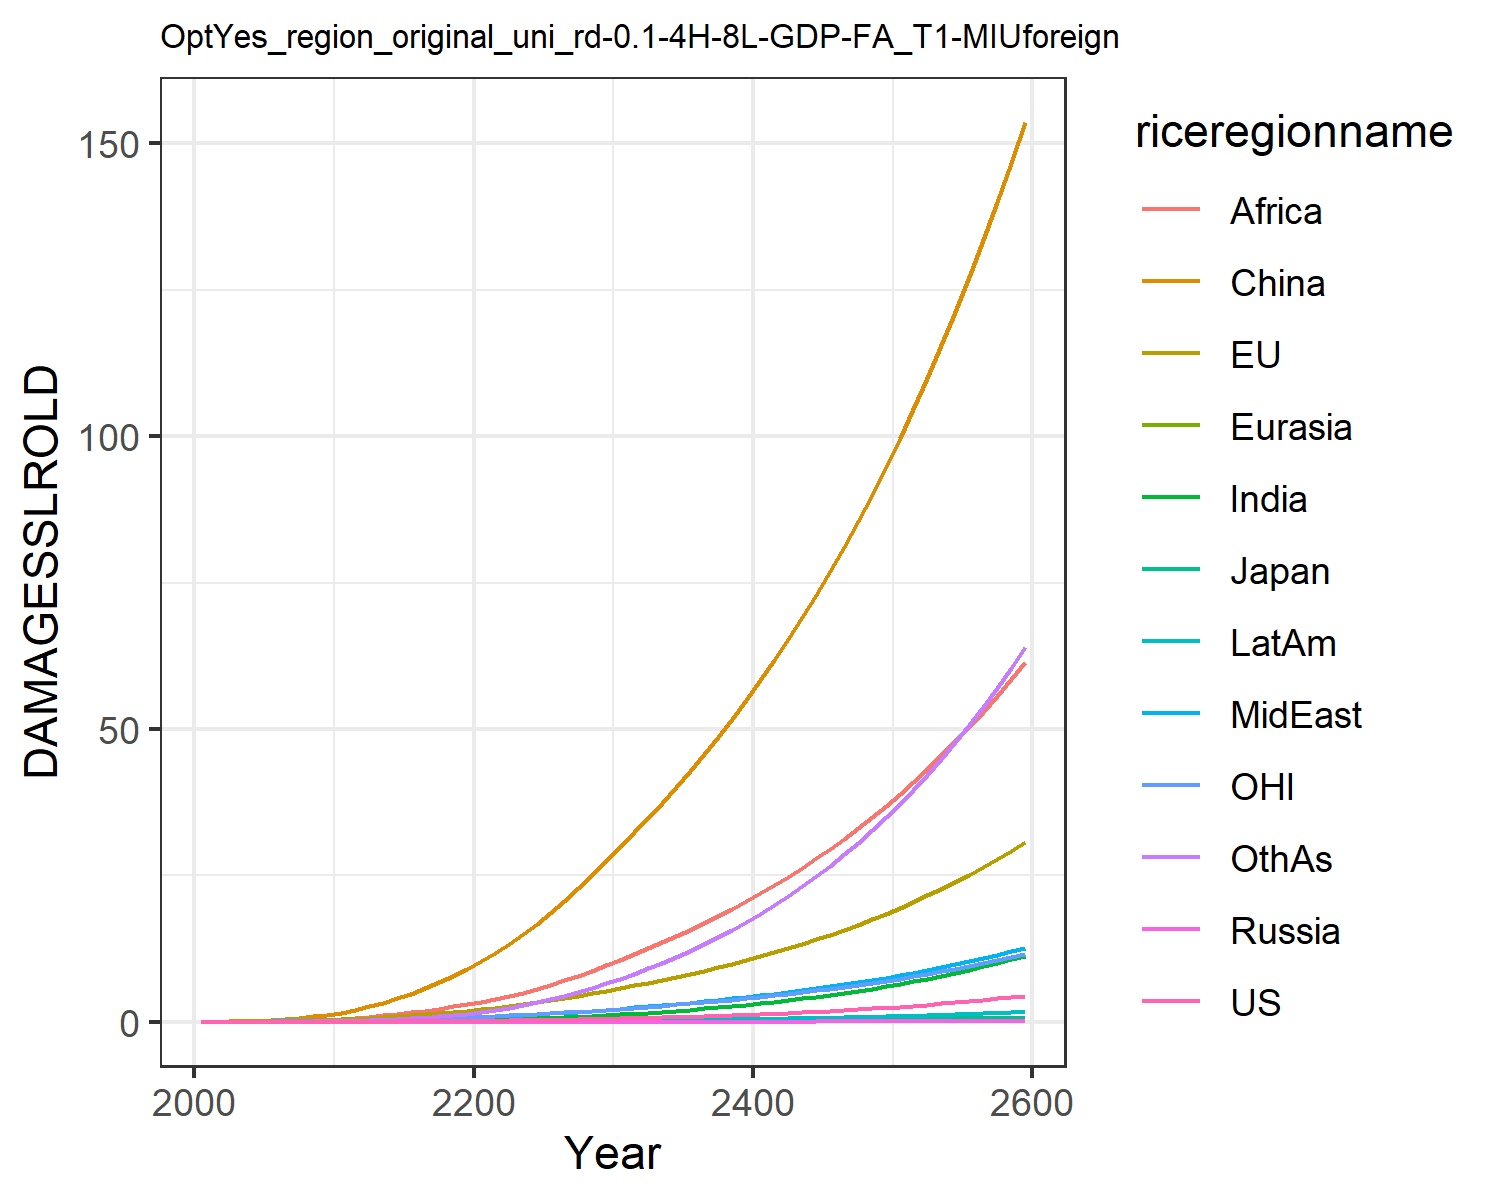 OptYes_region_original_uni_rd-0.1-4H-8L-GDP-FA_T1-MIUforeign
DAMAGESSLROLD
150
100
50
0
2000
2200
2400
2600
Year
riceregionname
Africa
China
EU
Eurasia
India
Japan
LatAm
MidEast
OHI
OthAs
Russia
US